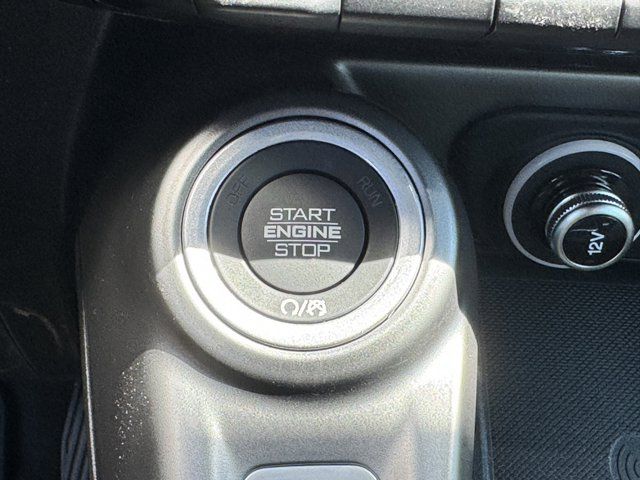 OFF
RUN
START
ENGINE
STOP
12V